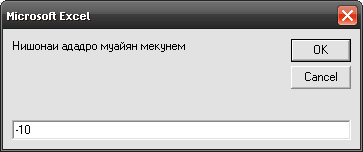 Microsoft Excel
Нишонаи ададро муайян мекунем
OK
Cancel
-10